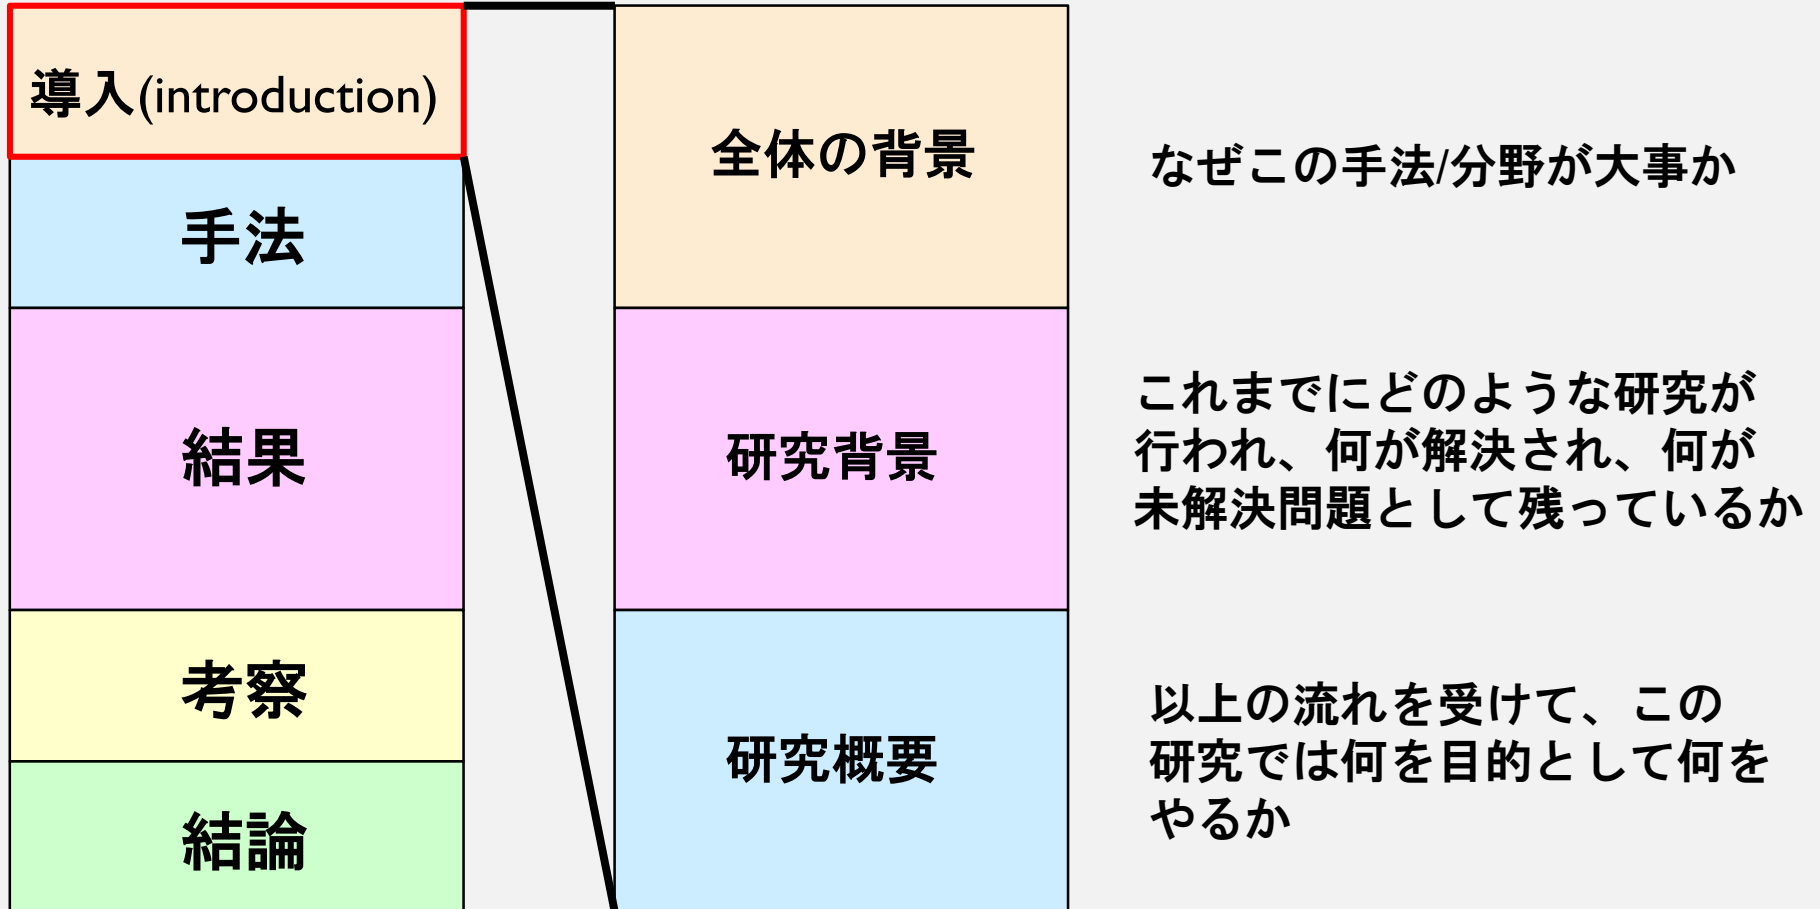 導入(introduction)
手法
結果
考察
結論
全体の背景
なぜこの手法/分野が大事か
研究背景
これまでにどのような研究が
行われ、何が解決され、何が
未解決問題として残っているか
研究概要
以上の流れを受けて、この
研究では何を目的として何を
やるか